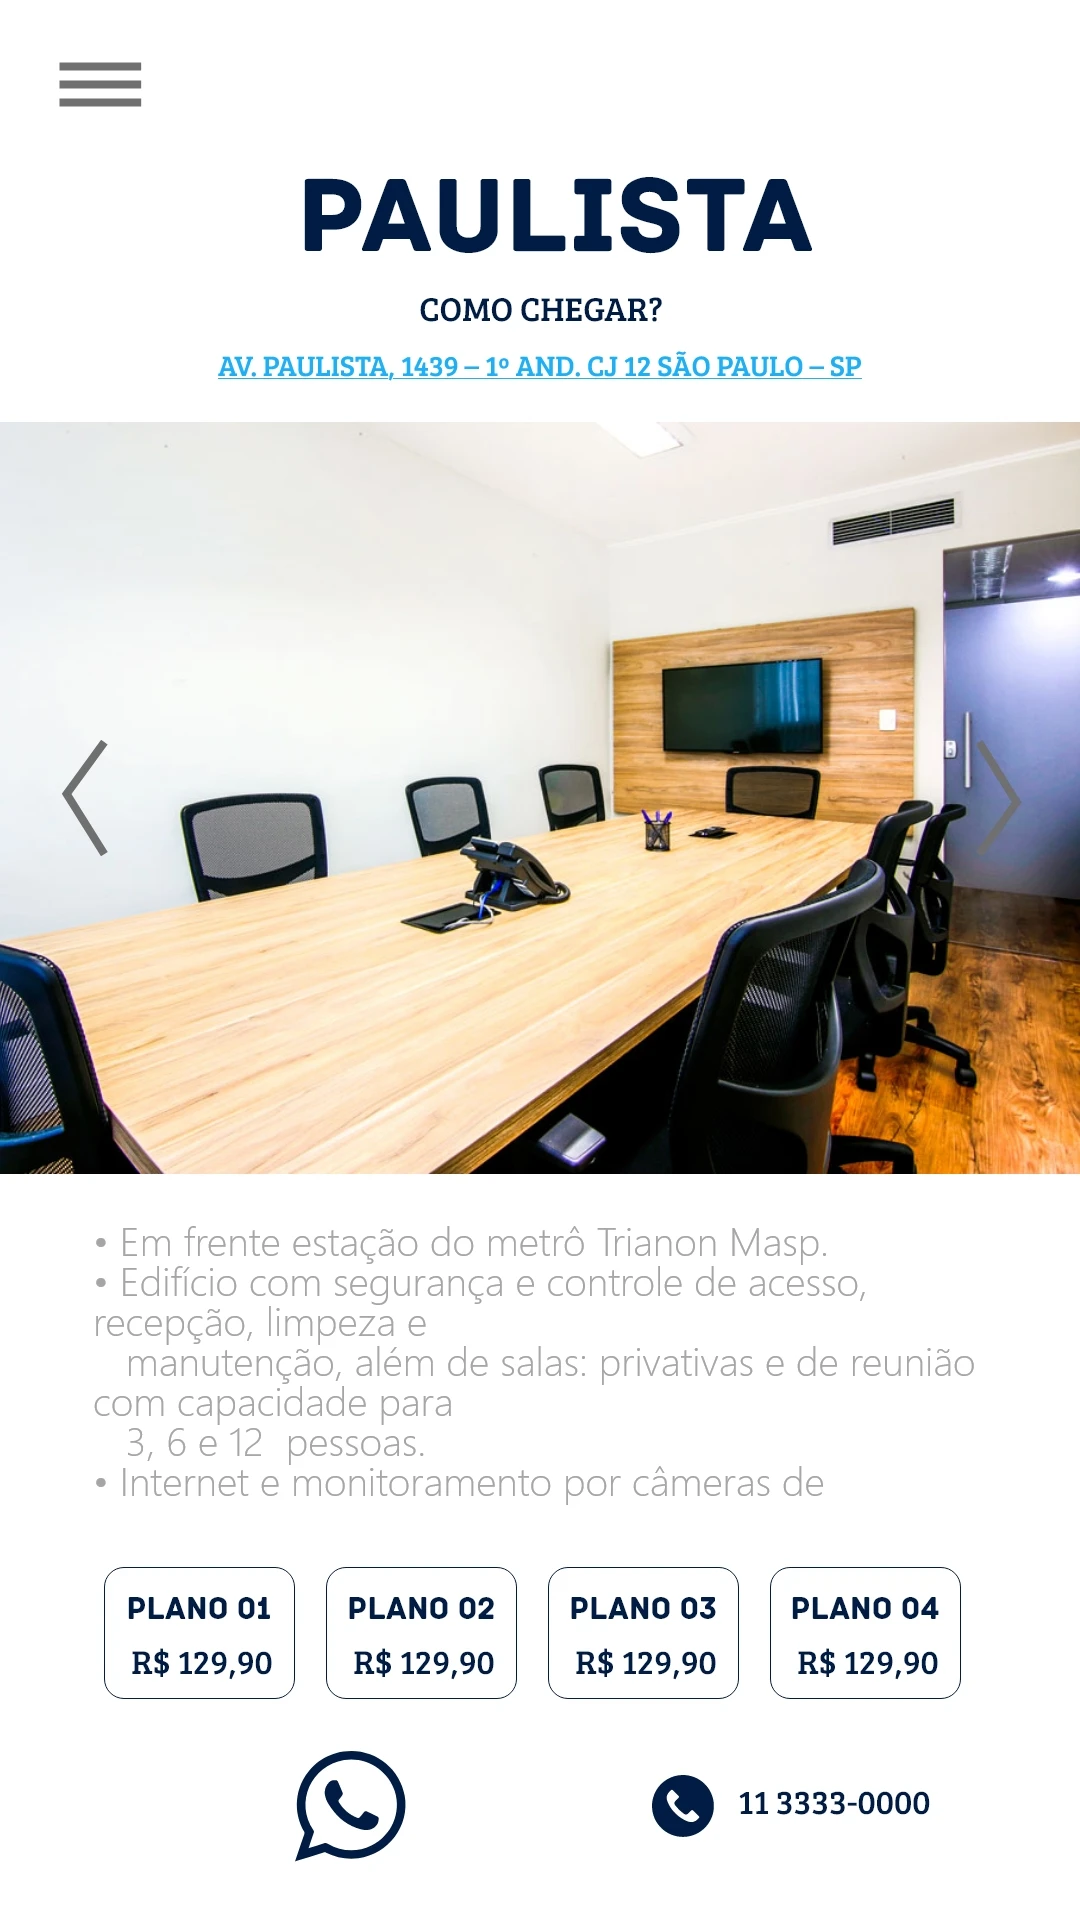 PAULISTA
COMO CHEGAR?
AV. PAULISTA, 1439 – 1º AND. CJ 12 SÃO PAULO – SP
• Em frente estação do metrô Trianon Masp.
• Edifício com segurança e controle de acesso,
recepção, limpeza e
manutenção, além de salas: privativas e de reunião
com capacidade para
3, 6 e 12  pessoas.
• Internet e monitoramento por câmeras de
PLANO 01 PLANO 02 PLANO 03 PLANO 04
R$ 129,90 R$ 129,90 R$ 129,90 R$ 129,90
11 3333-0000